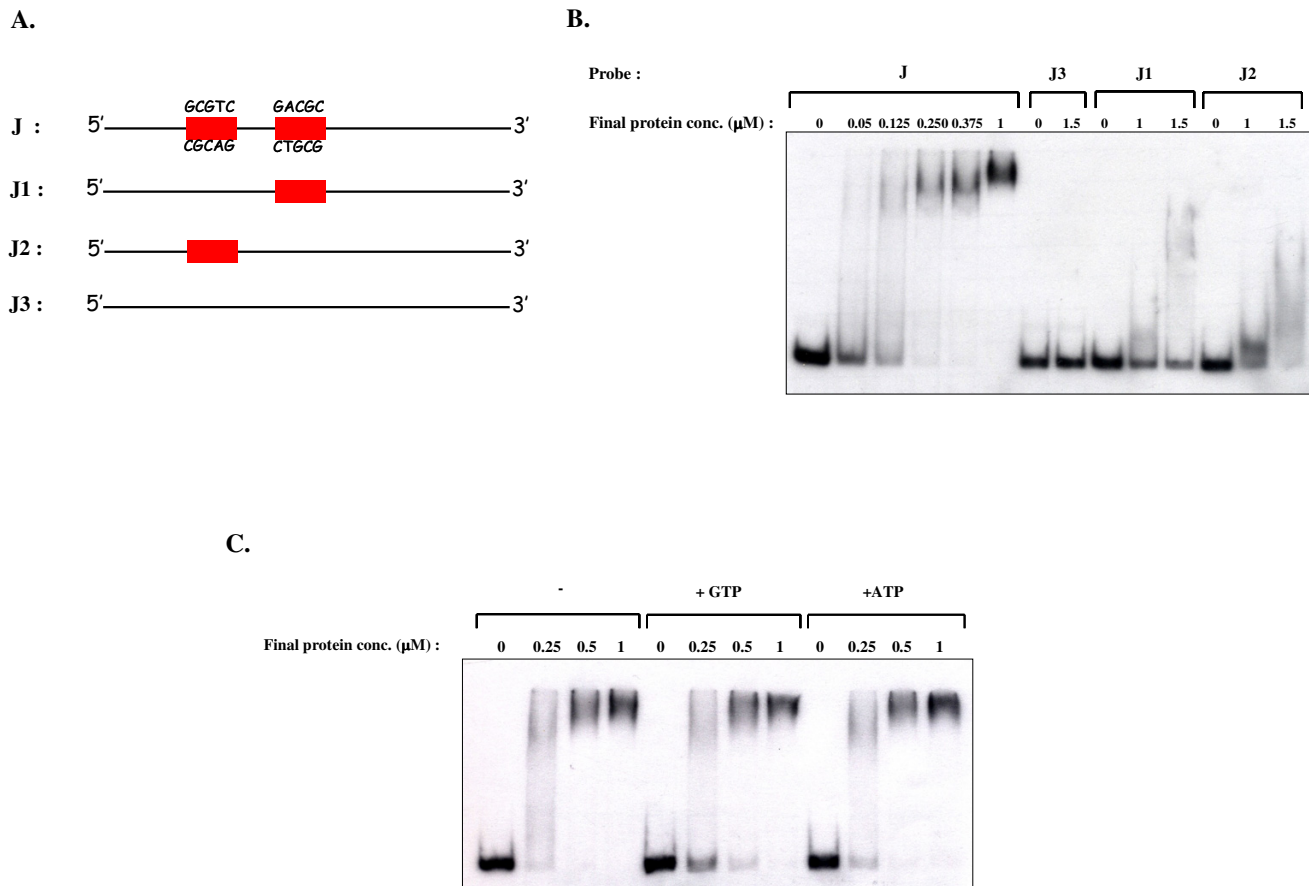 A.
GCGTC GACGC
J : 5' 3'
CGCAG CTGCG
J1 : 5' 3'
J2 : 5' 3'
J3 : 5' 3'
B.
Probe : J J3 J1 J2
Final protein conc. (μM) : 0 0.05 0.125 0.250 0.375 1 0 1.5 0 1 1.5 0 1 1.5
C.
- + GTP +ATP
Final protein conc. (μM) : 0 0.25 0.5 1 0 0.25 0.5 1 0 0.25 0.5 1